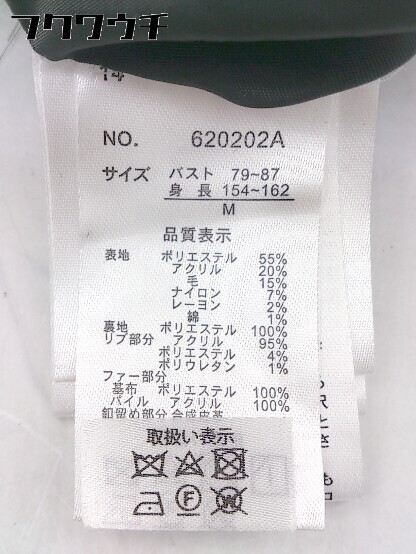 フクワウチ
14
NO. 620202A
サイズ バスト 79~87
身長 154~162
M
品質表示
表地 ポリエステル 55%
アクリル 20%
毛 15%
ナイロン 7%
レーヨン 2%
綿 1%
裏地 ポリエステル 100%
リブ部分 アクリル 95%
ポリエステル 4%
ポリウレタン 1%
ファー部分
基布 ポリエステル 100%
パイル アクリル 100%
釦留め部分 合成皮革
取扱い表示